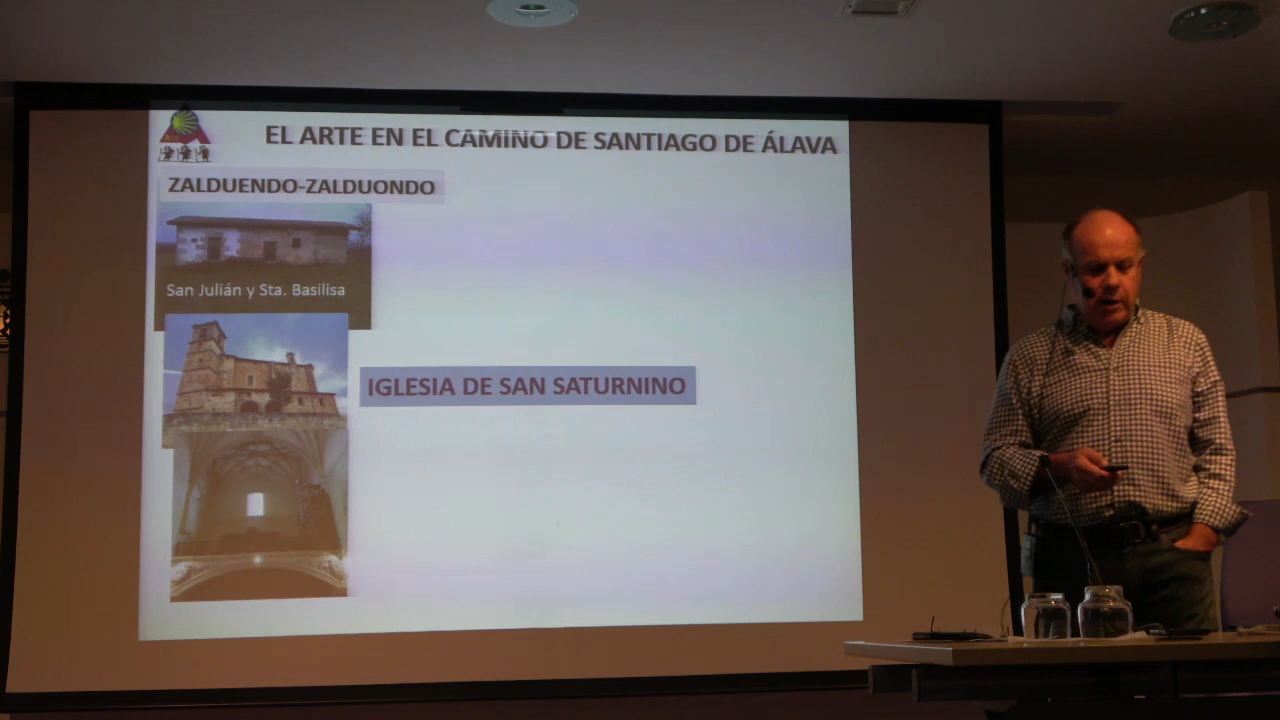 EL ARTE EN EL CAMINO DE SANTIAGO DE ÁLAVA
ZALDUENDO-ZALDUONDO
San Julián y Sta. Basilisa
IGLESIA DE SAN SATURNINO